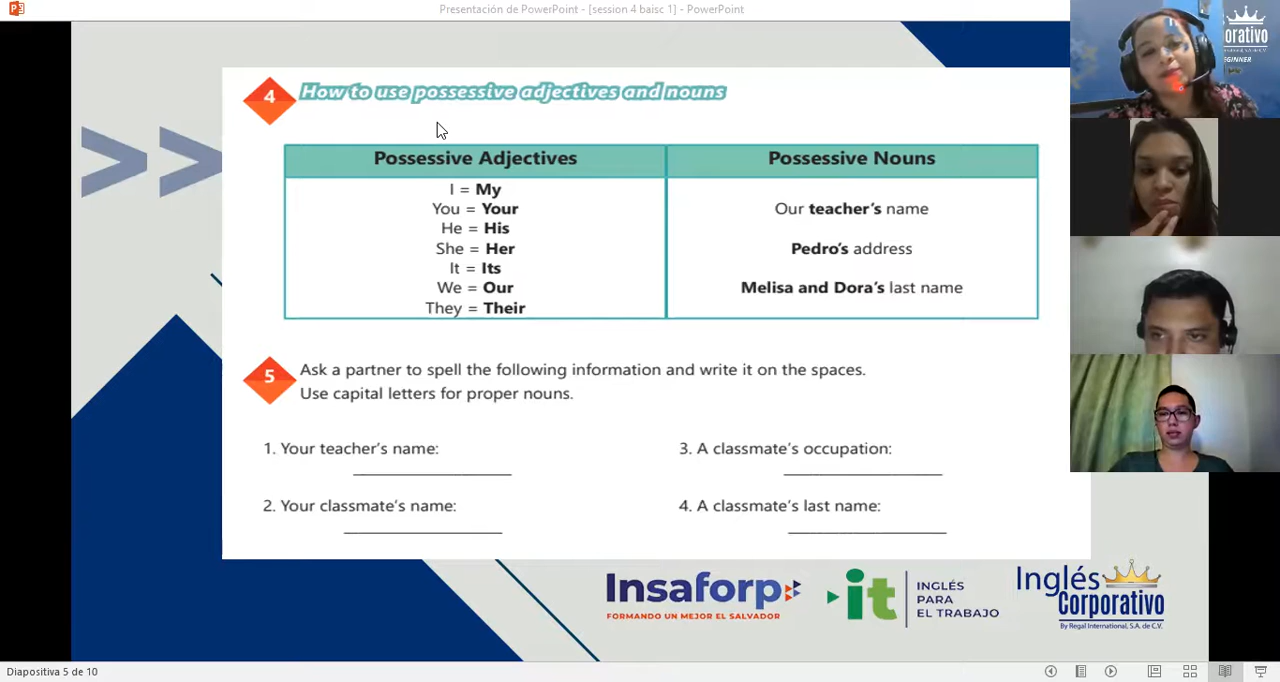 Presentación de PowerPoint - [session 4 baisc 1] - PowerPoint
4
How to use possessive adjectives and nouns
Possessive Adjectives
I = My
You = Your
He = His
She = Her
It = Its
We = Our
They = Their
Possessive Nouns
Our teacher's name
Pedro's address
Melisa and Dora's last name
5
Ask a partner to spell the following information and write it on the spaces.
Use capital letters for proper nouns.
1. Your teacher's name:
2. Your classmate's name:
3. A classmate's occupation:
4. A classmate's last name:
Insaforp
FORMANDO UN MEJOR EL SALVADOR
it
INGLÉS
PARA
EL TRABAJO
Inglés
Corporativo
By Regal International, S.A. de C.V.
Diapositiva 5 de 10